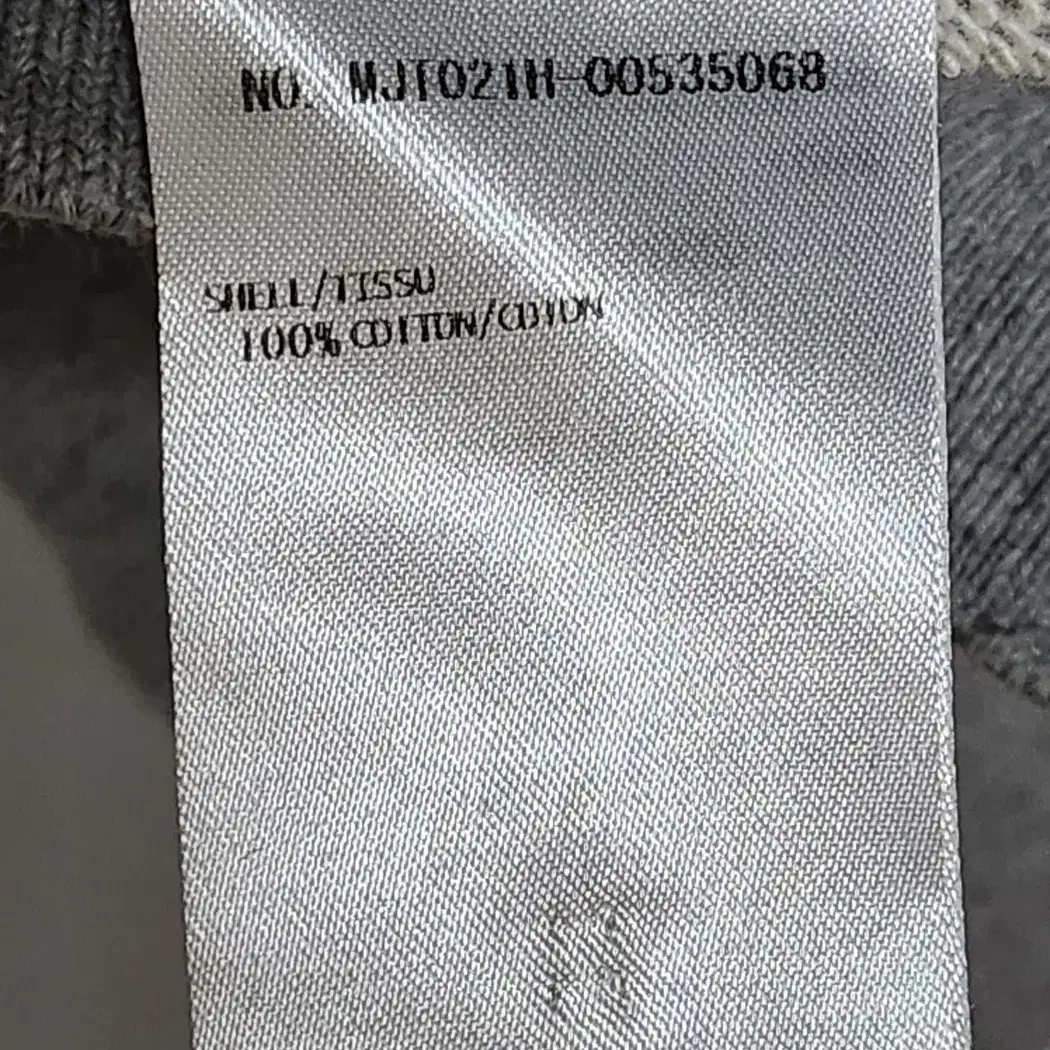 NO. MJT021H-00535068
SHELL/TISSU
100% COTTON/COTON